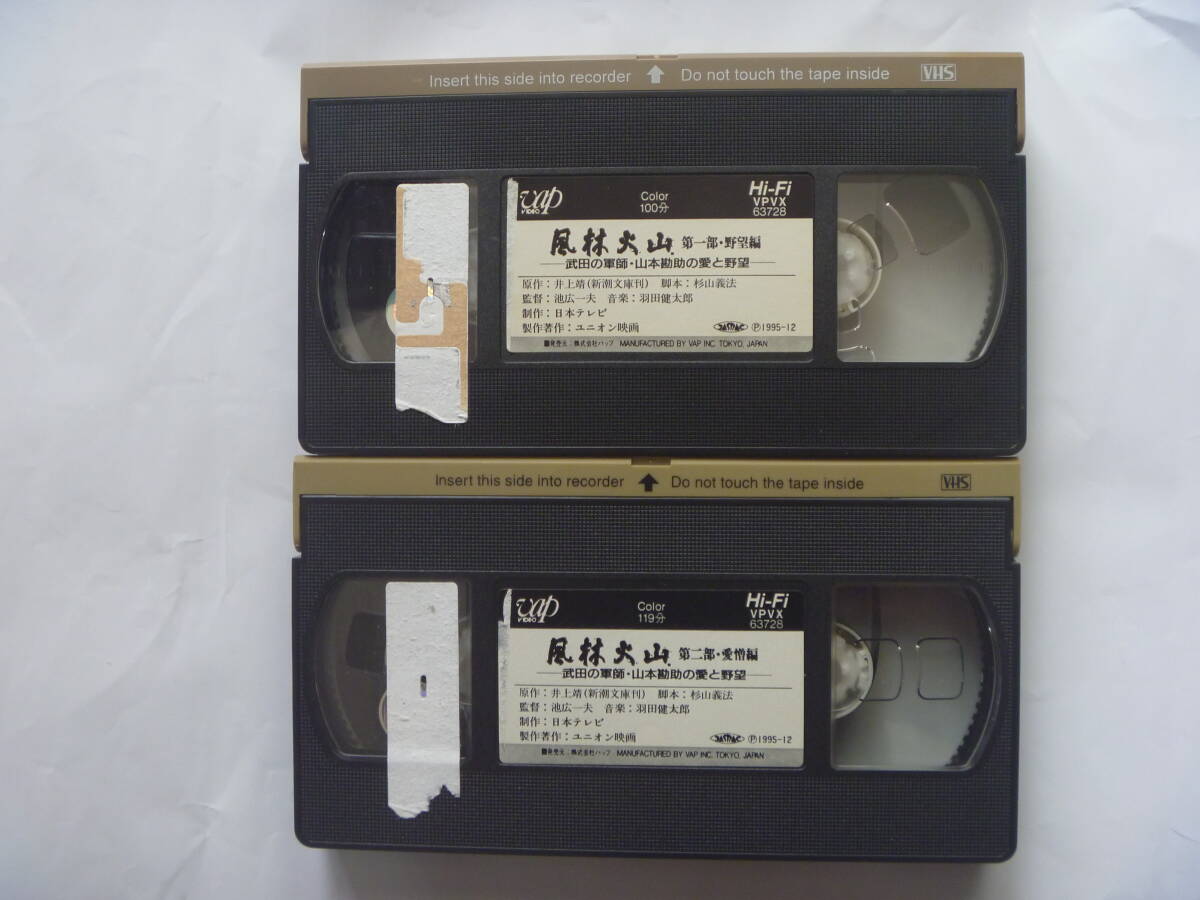 Insert this side into recorder Do not touch the tape inside VHS
vap VIDEO Color 100分 Hi-Fi VPVX 63728
風林火山 第一部・野望編
武田の軍師・山本勘助の愛と野望
原作：井上靖(新潮文庫刊) 脚本：杉山義法
監督：池広一夫 音楽：羽田健太郎
制作：日本テレビ
製作著作：ユニオン映画 JASRAC Ⓟ1995-12
■発売元：株式会社バップ MANUFACTURED BY VAP INC. TOKYO, JAPAN
Insert this side into recorder Do not touch the tape inside VHS
vap VIDEO Color 119分 Hi-Fi VPVX 63728
風林火山 第二部・愛憎編
武田の軍師・山本勘助の愛と野望
原作：井上靖(新潮文庫刊) 脚本：杉山義法
監督：池広一夫 音楽：羽田健太郎
制作：日本テレビ
製作著作：ユニオン映画 JASRAC Ⓟ1995-12
■発売元：株式会社バップ MANUFACTURED BY VAP INC. TOKYO, JAPAN